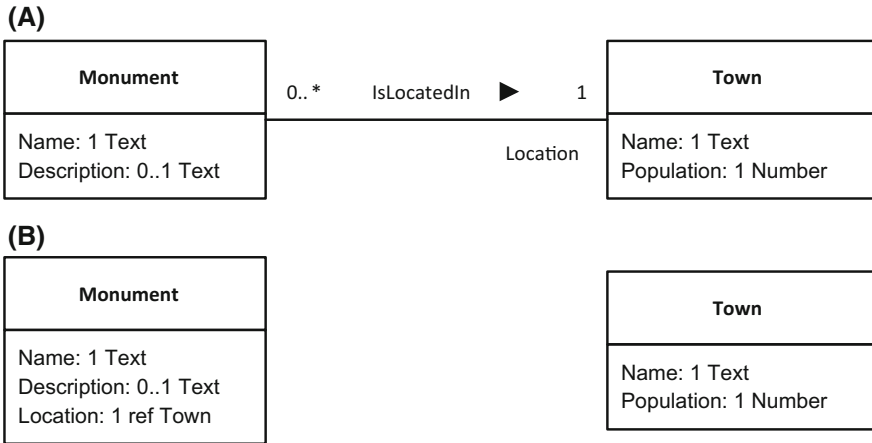 (A)
Monument
Name: 1 Text
Description: 0..1 Text
0..* IsLocatedIn ▶ 1
Location
Town
Name: 1 Text
Population: 1 Number
(B)
Monument
Name: 1 Text
Description: 0..1 Text
Location: 1 ref Town
Town
Name: 1 Text
Population: 1 Number